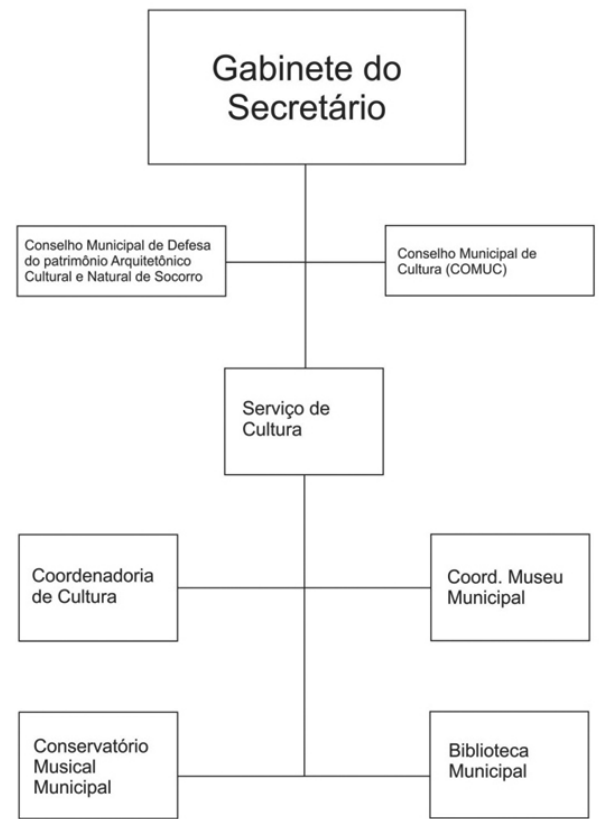 Gabinete do
Secretário
Conselho Municipal de Defesa
do patrimônio Arquitetônico
Cultural e Natural de Socorro
Conselho Municipal de
Cultura (COMUC)
Serviço de
Cultura
Coordenadoria
de Cultura
Coord. Museu
Municipal
Conservatório
Musical
Municipal
Biblioteca
Municipal